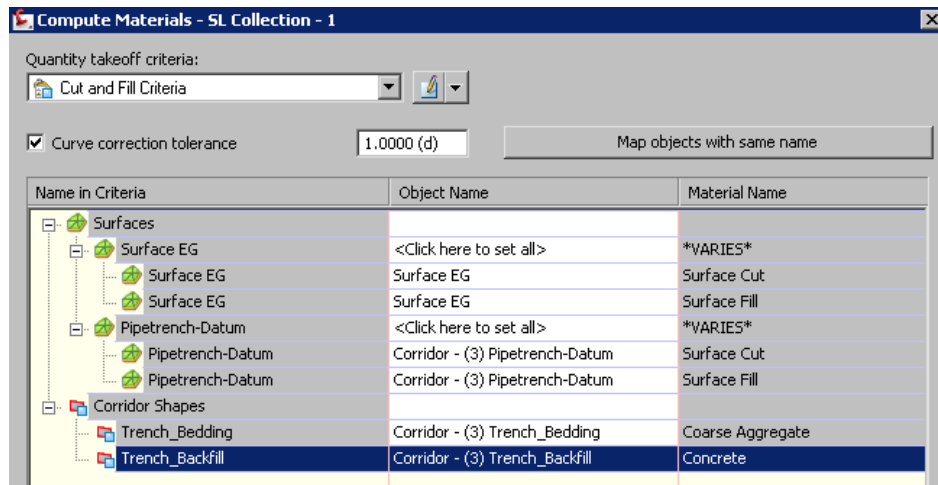 Compute Materials - SL Collection - 1
Quantity takeoff criteria:
Cut and Fill Criteria
Curve correction tolerance 1.0000 (d) Map objects with same name
Name in Criteria Object Name Material Name
Surfaces
Surface EG <Click here to set all> *VARIES*
Surface EG Surface EG Surface Cut
Surface EG Surface EG Surface Fill
Pipetrench-Datum <Click here to set all> *VARIES*
Pipetrench-Datum Corridor - (3) Pipetrench-Datum Surface Cut
Pipetrench-Datum Corridor - (3) Pipetrench-Datum Surface Fill
Corridor Shapes
Trench_Bedding Corridor - (3) Trench_Bedding Coarse Aggregate
Trench_Backfill Corridor - (3) Trench_Backfill Concrete